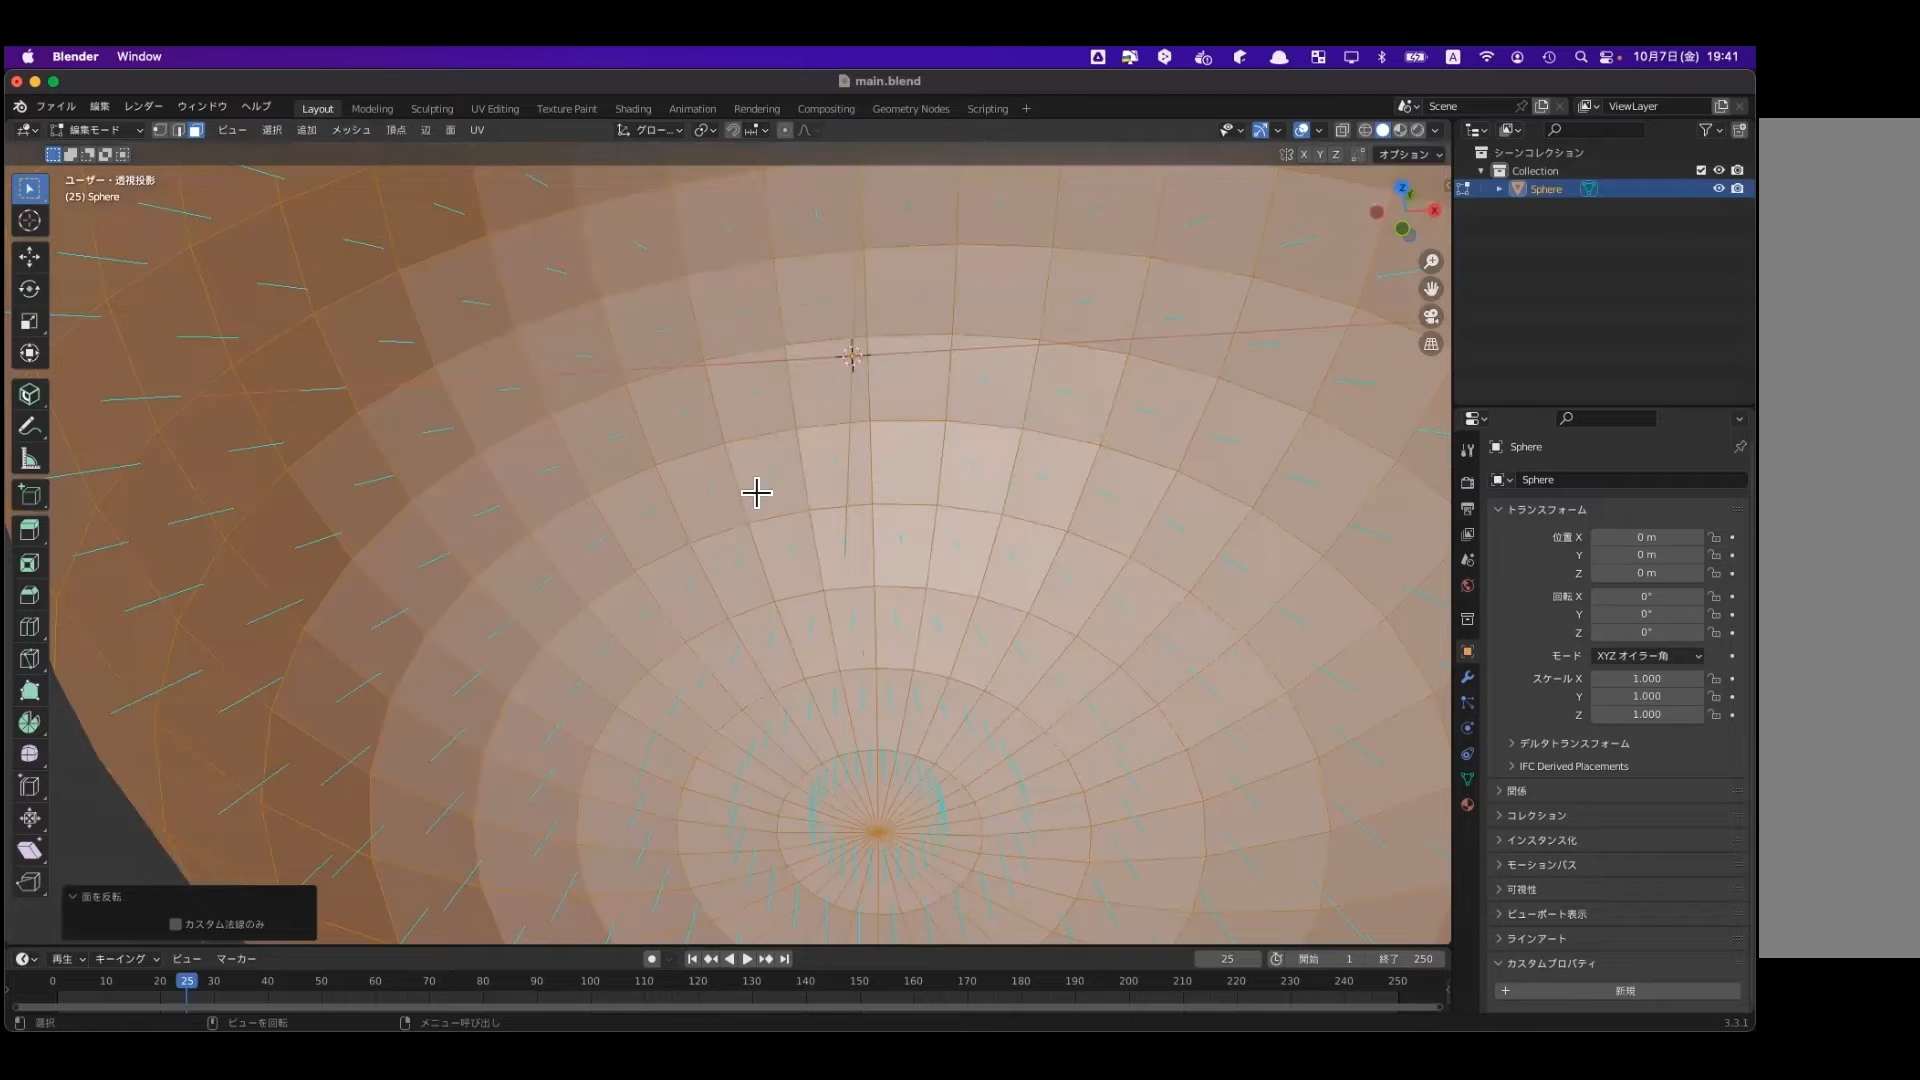 Blender Window
10月7日(金) 19:41
main.blend
ファイル 編集 レンダー ウィンドウ ヘルプ
Layout Modeling Sculpting UV Editing Texture Paint Shading Animation Rendering Compositing Geometry Nodes Scripting +
Scene
ViewLayer
編集モード
ビュー 選択 追加 メッシュ 頂点 辺 面 UV
グロー...
X Y Z
オプション
ユーザー・透視投影
(25) Sphere
Z
Y
X
シーンコレクション
Collection
Sphere
Sphere
Sphere
トランスフォーム
位置 X 0 m
Y 0 m
Z 0 m
回転 X 0°
Y 0°
Z 0°
モード XYZ オイラー角
スケール X 1.000
Y 1.000
Z 1.000
デルタトランスフォーム
IFC Derived Placements
関係
コレクション
インスタンス化
モーションパス
可視性
ビューポート表示
ラインアート
カスタムプロパティ
+ 新規
面を反転
カスタム法線のみ
再生 キーイング ビュー マーカー
25
開始 1
終了 250
0 10 20 25 30 40 50 60 70 80 90 100 110 120 130 140 150 160 170 180 190 200 210 220 230 240 250
選択
ビューを回転
メニュー呼び出し
3.3.1